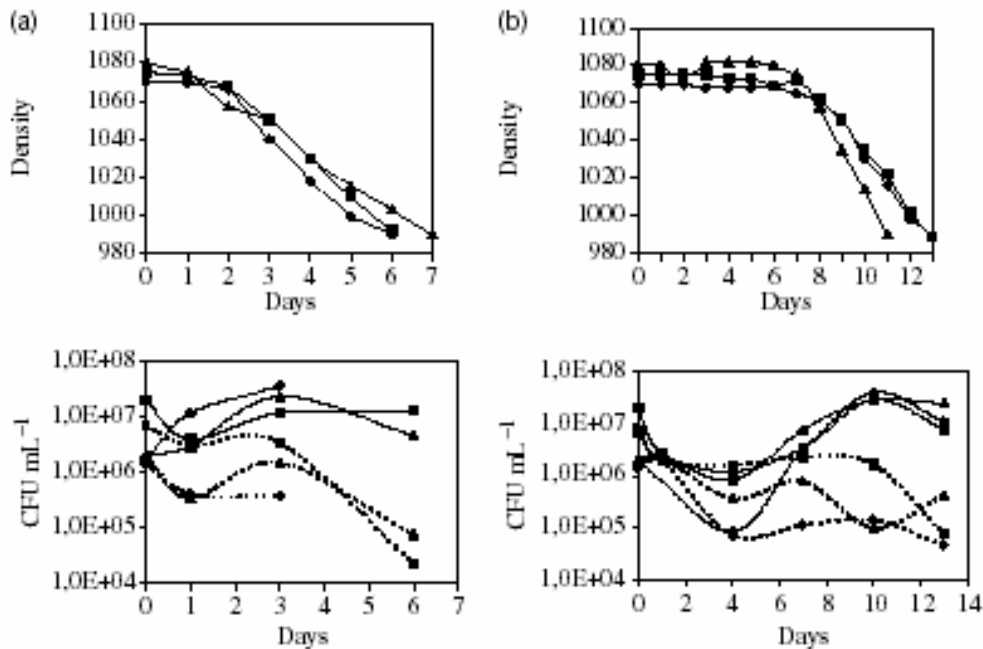 (a)
Density
1100
1080
1060
1040
1020
1000
980
0 1 2 3 4 5 6 7
Days
(b)
Density
1100
1080
1060
1040
1020
1000
980
0 2 4 6 8 10 12
Days
CFU mL⁻¹
1,0E+08
1,0E+07
1,0E+06
1,0E+05
1,0E+04
0 1 2 3 4 5 6 7
Days
CFU mL⁻¹
1,0E+08
1,0E+07
1,0E+06
1,0E+05
1,0E+04
0 2 4 6 8 10 12 14
Days